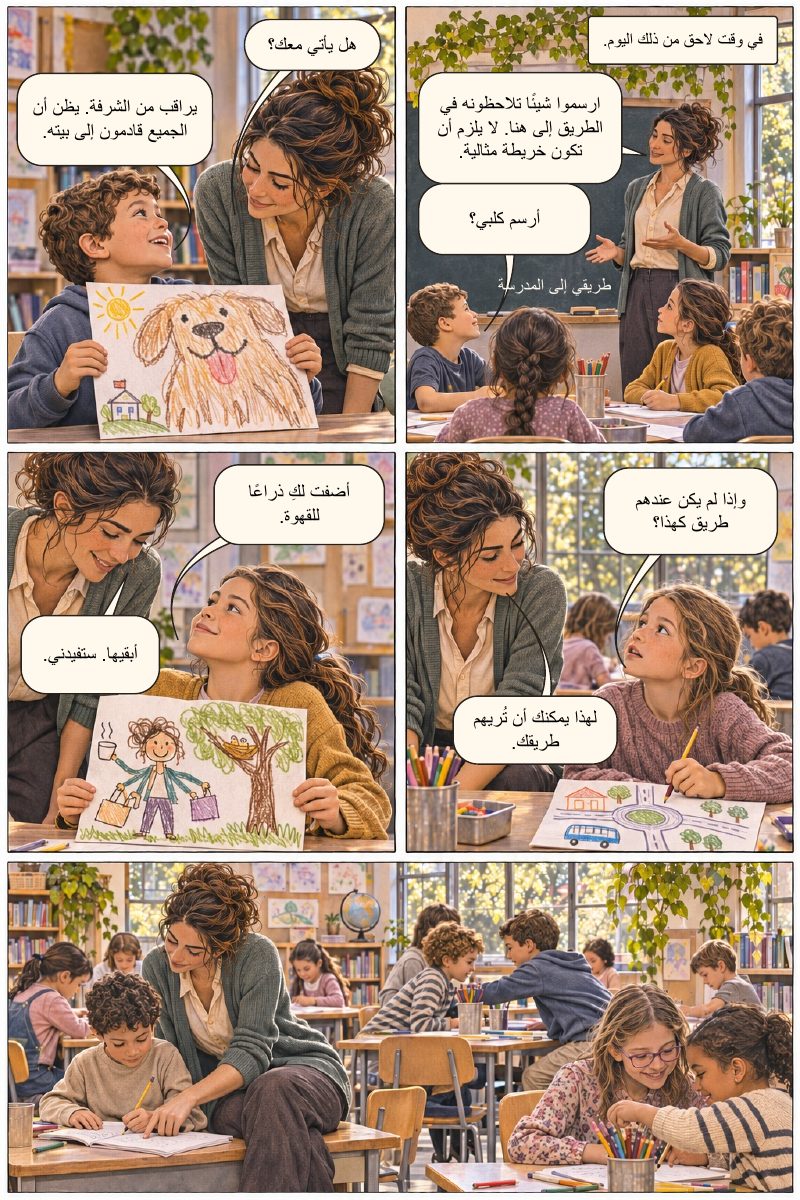 في وقت لاحق من ذلك اليوم.
ارسموا شيئًا تلاحظونه في
الطريق إلى هنا. لا يلزم أن
تكون خريطة مثالية.
أرسم كلبي؟
طريقي إلى المدرسة
هل يأتي معك؟
يراقب من الشرفة. يظن أن
الجميع قادمون إلى بيته.
وإذا لم يكن عندهم
طريق كهذا؟
لهذا يمكنك أن تُريهم
طريقك.
أضفت لكِ ذراعًا
للقهوة.
أبقيها. ستفيدني.